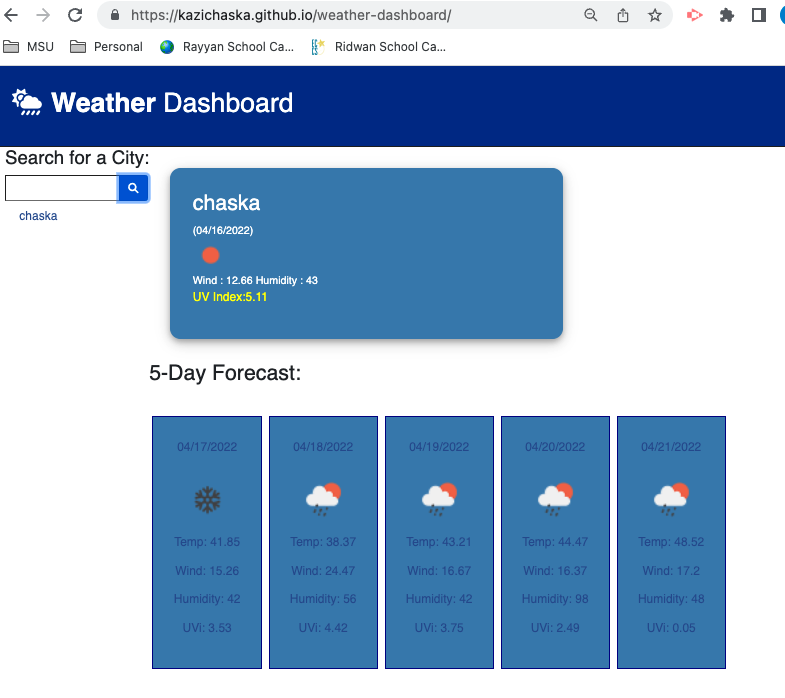 https://kazichaska.github.io/weather-dashboard/
MSU Personal Rayyan School Ca... Ridwan School Ca...
Weather Dashboard
Search for a City:
chaska
chaska
(04/16/2022)
Wind : 12.66 Humidity : 43
UV Index:5.11
5-Day Forecast:
04/17/2022 04/18/2022 04/19/2022 04/20/2022 04/21/2022
Temp: 41.85 Temp: 38.37 Temp: 43.21 Temp: 44.47 Temp: 48.52
Wind: 15.26 Wind: 24.47 Wind: 16.67 Wind: 16.37 Wind: 17.2
Humidity: 42 Humidity: 56 Humidity: 42 Humidity: 98 Humidity: 48
UVi: 3.53 UVi: 4.42 UVi: 3.75 UVi: 2.49 UVi: 0.05